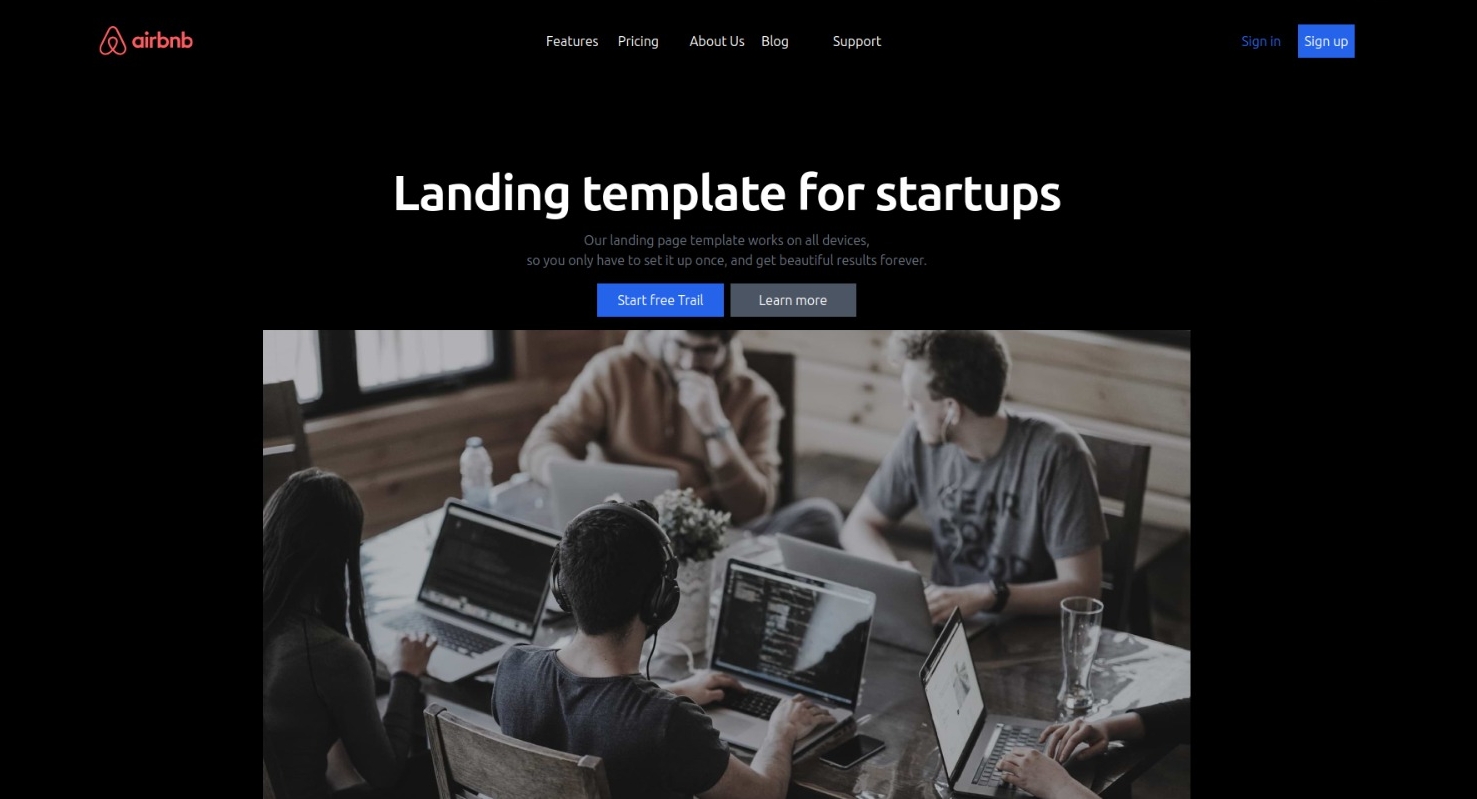 airbnb
Features Pricing About Us Blog Support
Sign in Sign up
Landing template for startups
Our landing page template works on all devices,
so you only have to set it up once, and get beautiful results forever.
Start free Trail Learn more